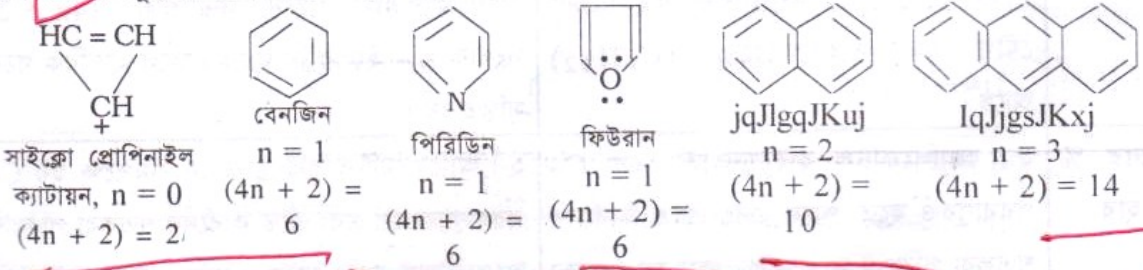 HC = CH
CH
+
সাইক্লো প্রোপিনাইল
ক্যাটায়ন, n = 0
(4n + 2) = 2
বেনজিন
n = 1
(4n + 2) =
6
N
পিরিডিন
n = 1
(4n + 2) =
6
O
ফিউরান
n = 1
(4n + 2) =
6
jqJlgqJKuj
n = 2
(4n + 2) =
10
lqJjgsJKxj
n = 3
(4n + 2) = 14